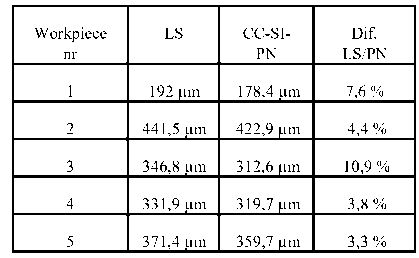 Workpiece nr LS CC-SI-PN Dif. LS/PN
1 192 µm 178,4 µm 7,6 %
2 441,5 µm 422,9 µm 4,4 %
3 346,8 µm 312,6 µm 10,9 %
4 331,9 µm 319,7 µm 3,8 %
5 371,4 µm 359,7 µm 3,3 %